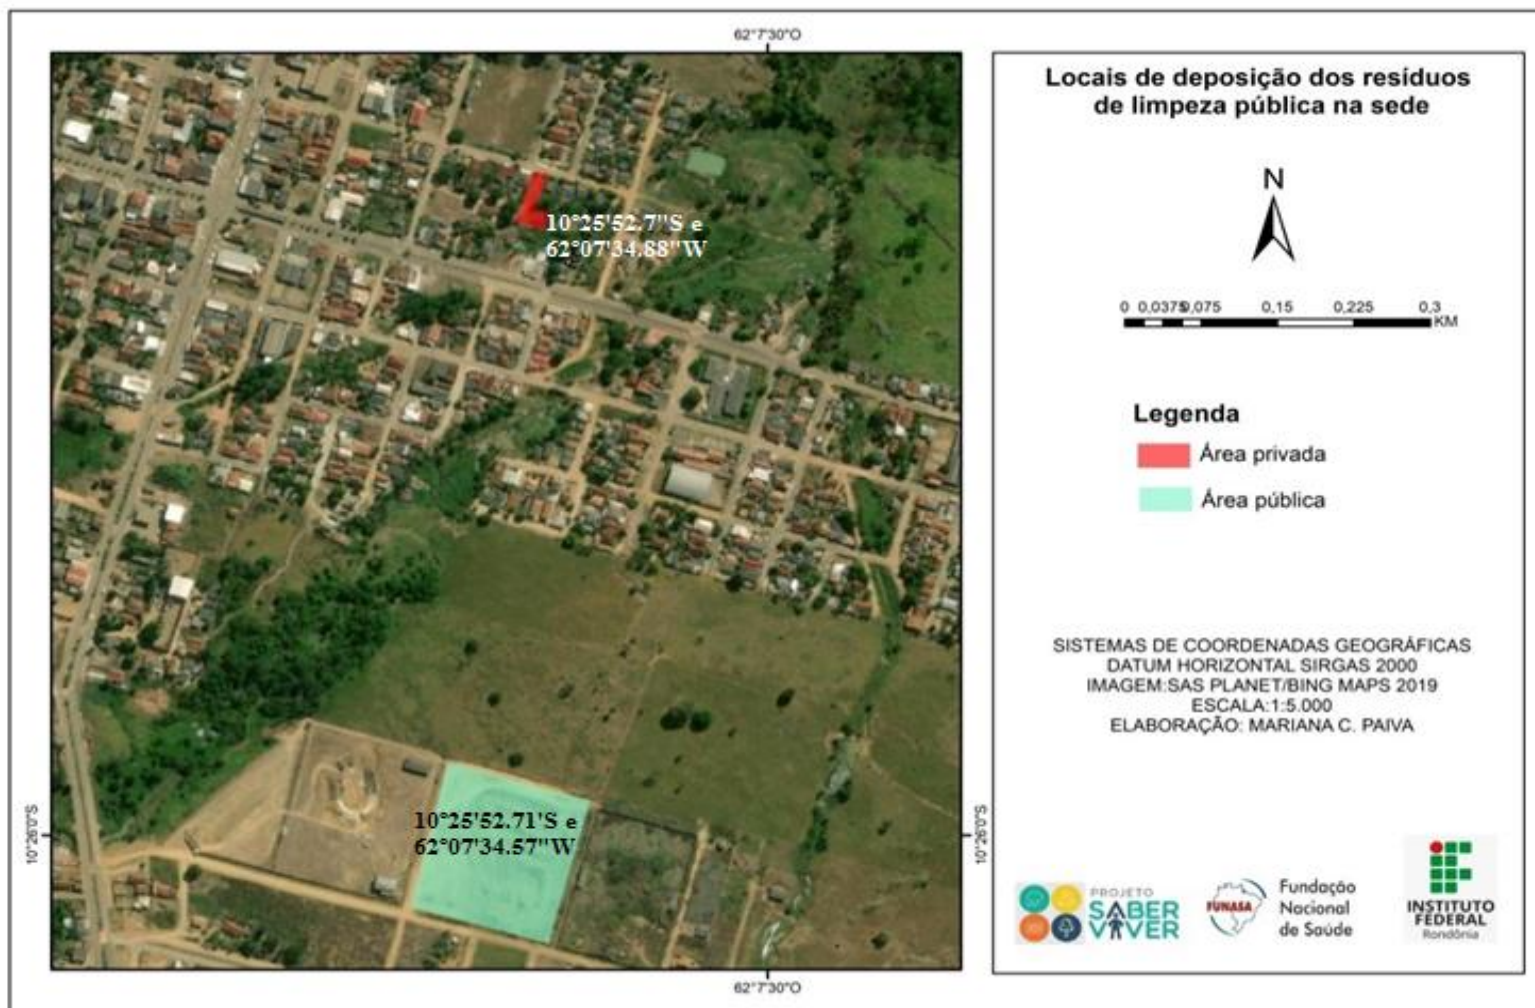 62°7'30"O
10°25'52.7"S e
62°07'34.88"W
10°25'52.71'S e
62°07'34.57"W
10°26'0"S
10°26'0"S
62°7'30"O
Locais de deposição dos resíduos
de limpeza pública na sede
N
0 0,0375 0,075 0,15 0,225 0,3
KM
Legenda
Área privada
Área pública
SISTEMAS DE COORDENADAS GEOGRÁFICAS
DATUM HORIZONTAL SIRGAS 2000
IMAGEM:SAS PLANET/BING MAPS 2019
ESCALA:1:5.000
ELABORAÇÃO: MARIANA C. PAIVA
PROJETO
SABER
VIVER
FUNASA
Fundação
Nacional
de Saúde
INSTITUTO
FEDERAL
Rondônia